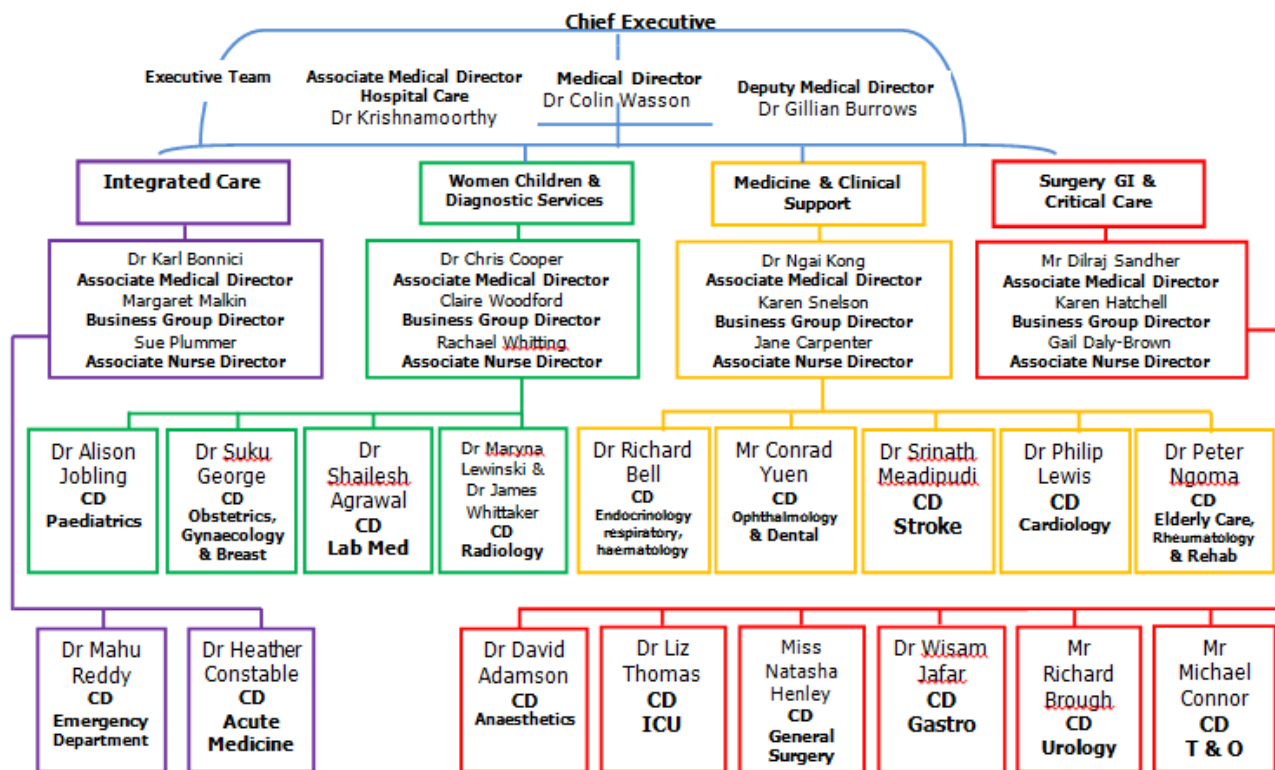 Chief Executive
Executive Team
Associate Medical Director
Hospital Care
Dr Krishnamoorthy
Medical Director
Dr Colin Wasson
Deputy Medical Director
Dr Gillian Burrows
Integrated Care
Women Children &
Diagnostic Services
Medicine & Clinical
Support
Surgery GI &
Critical Care
Dr Karl Bonnici
Associate Medical Director
Margaret Malkin
Business Group Director
Sue Plummer
Associate Nurse Director
Dr Chris Cooper
Associate Medical Director
Claire Woodford
Business Group Director
Rachael Whitting
Associate Nurse Director
Dr Ngai Kong
Associate Medical Director
Karen Snelson
Business Group Director
Jane Carpenter
Associate Nurse Director
Mr Dilraj Sandher
Associate Medical Director
Karen Hatchell
Business Group Director
Gail Daly-Brown
Associate Nurse Director
Dr Alison
Jobling
CD
Paediatrics
Dr Suku
George
CD
Obstetrics,
Gynaecology
& Breast
Dr
Shailesh
Agrawal
CD
Lab Med
Dr Maryna
Lewinski &
Dr James
Whittaker
CD
Radiology
Dr Richard
Bell
CD
Endocrinology
respiratory,
haematology
Mr Conrad
Yuen
CD
Ophthalmology
& Dental
Dr Srinath
Meadipudi
CD
Stroke
Dr Philip
Lewis
CD
Cardiology
Dr Peter
Ngoma
CD
Elderly Care,
Rheumatology
& Rehab
Dr Mahu
Reddy
CD
Emergency
Department
Dr Heather
Constable
CD
Acute
Medicine
Dr David
Adamson
CD
Anaesthetics
Dr Liz
Thomas
CD
ICU
Miss
Natasha
Henley
CD
General
Surgery
Dr Wisam
Jafar
CD
Gastro
Mr
Richard
Brough
CD
Urology
Mr
Michael
Connor
CD
T & O